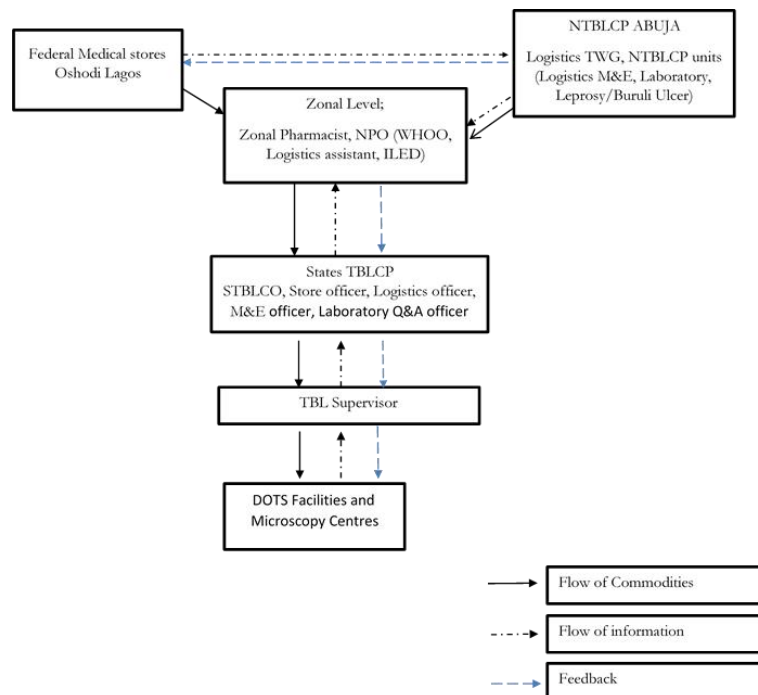 Federal Medical stores
Oshodi Lagos
NTBLCP ABUJA
Logistics TWG, NTBLCP units
(Logistics M&E, Laboratory,
Leprosy/Buruli Ulcer)
Zonal Level;
Zonal Pharmacist, NPO (WHOO,
Logistics assistant, ILED)
States TBLCP
STBLCO, Store officer, Logistics officer,
M&E officer, Laboratory Q&A officer
TBL Supervisor
DOTS Facilities and
Microscopy Centres
Flow of Commodities
Flow of information
Feedback